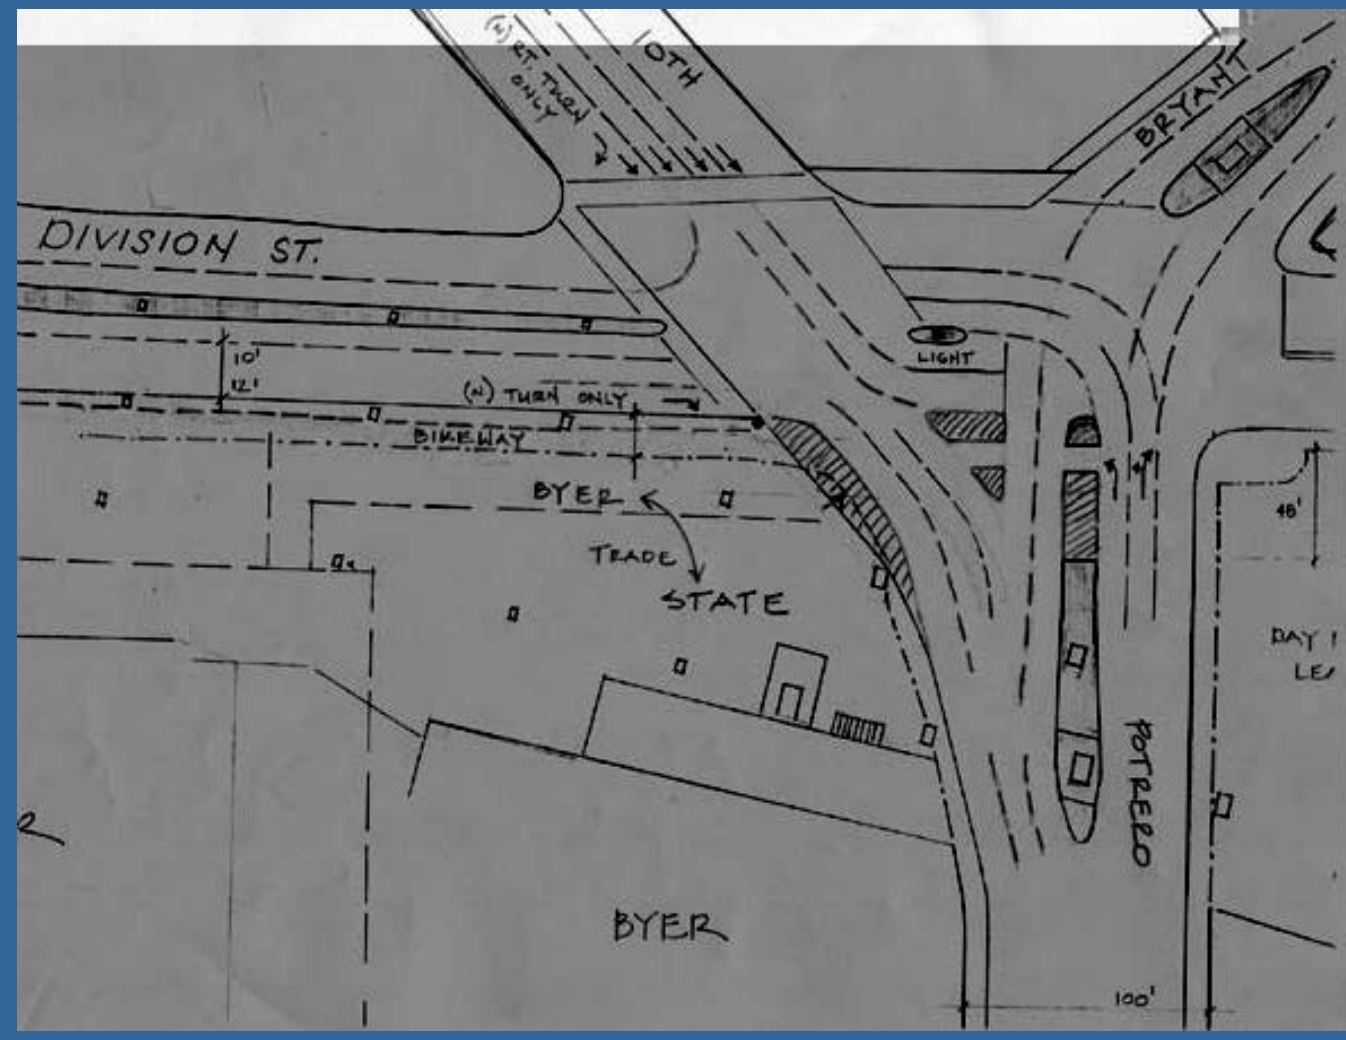 (N) RT. TURN
ONLY
10TH
BRYANT
DIVISION ST.
LIGHT
10'
12'
(N) TURN ONLY
BIKEWAY
BYER
TRADE
STATE
48'
DAY
POTRERO
BYER
100'